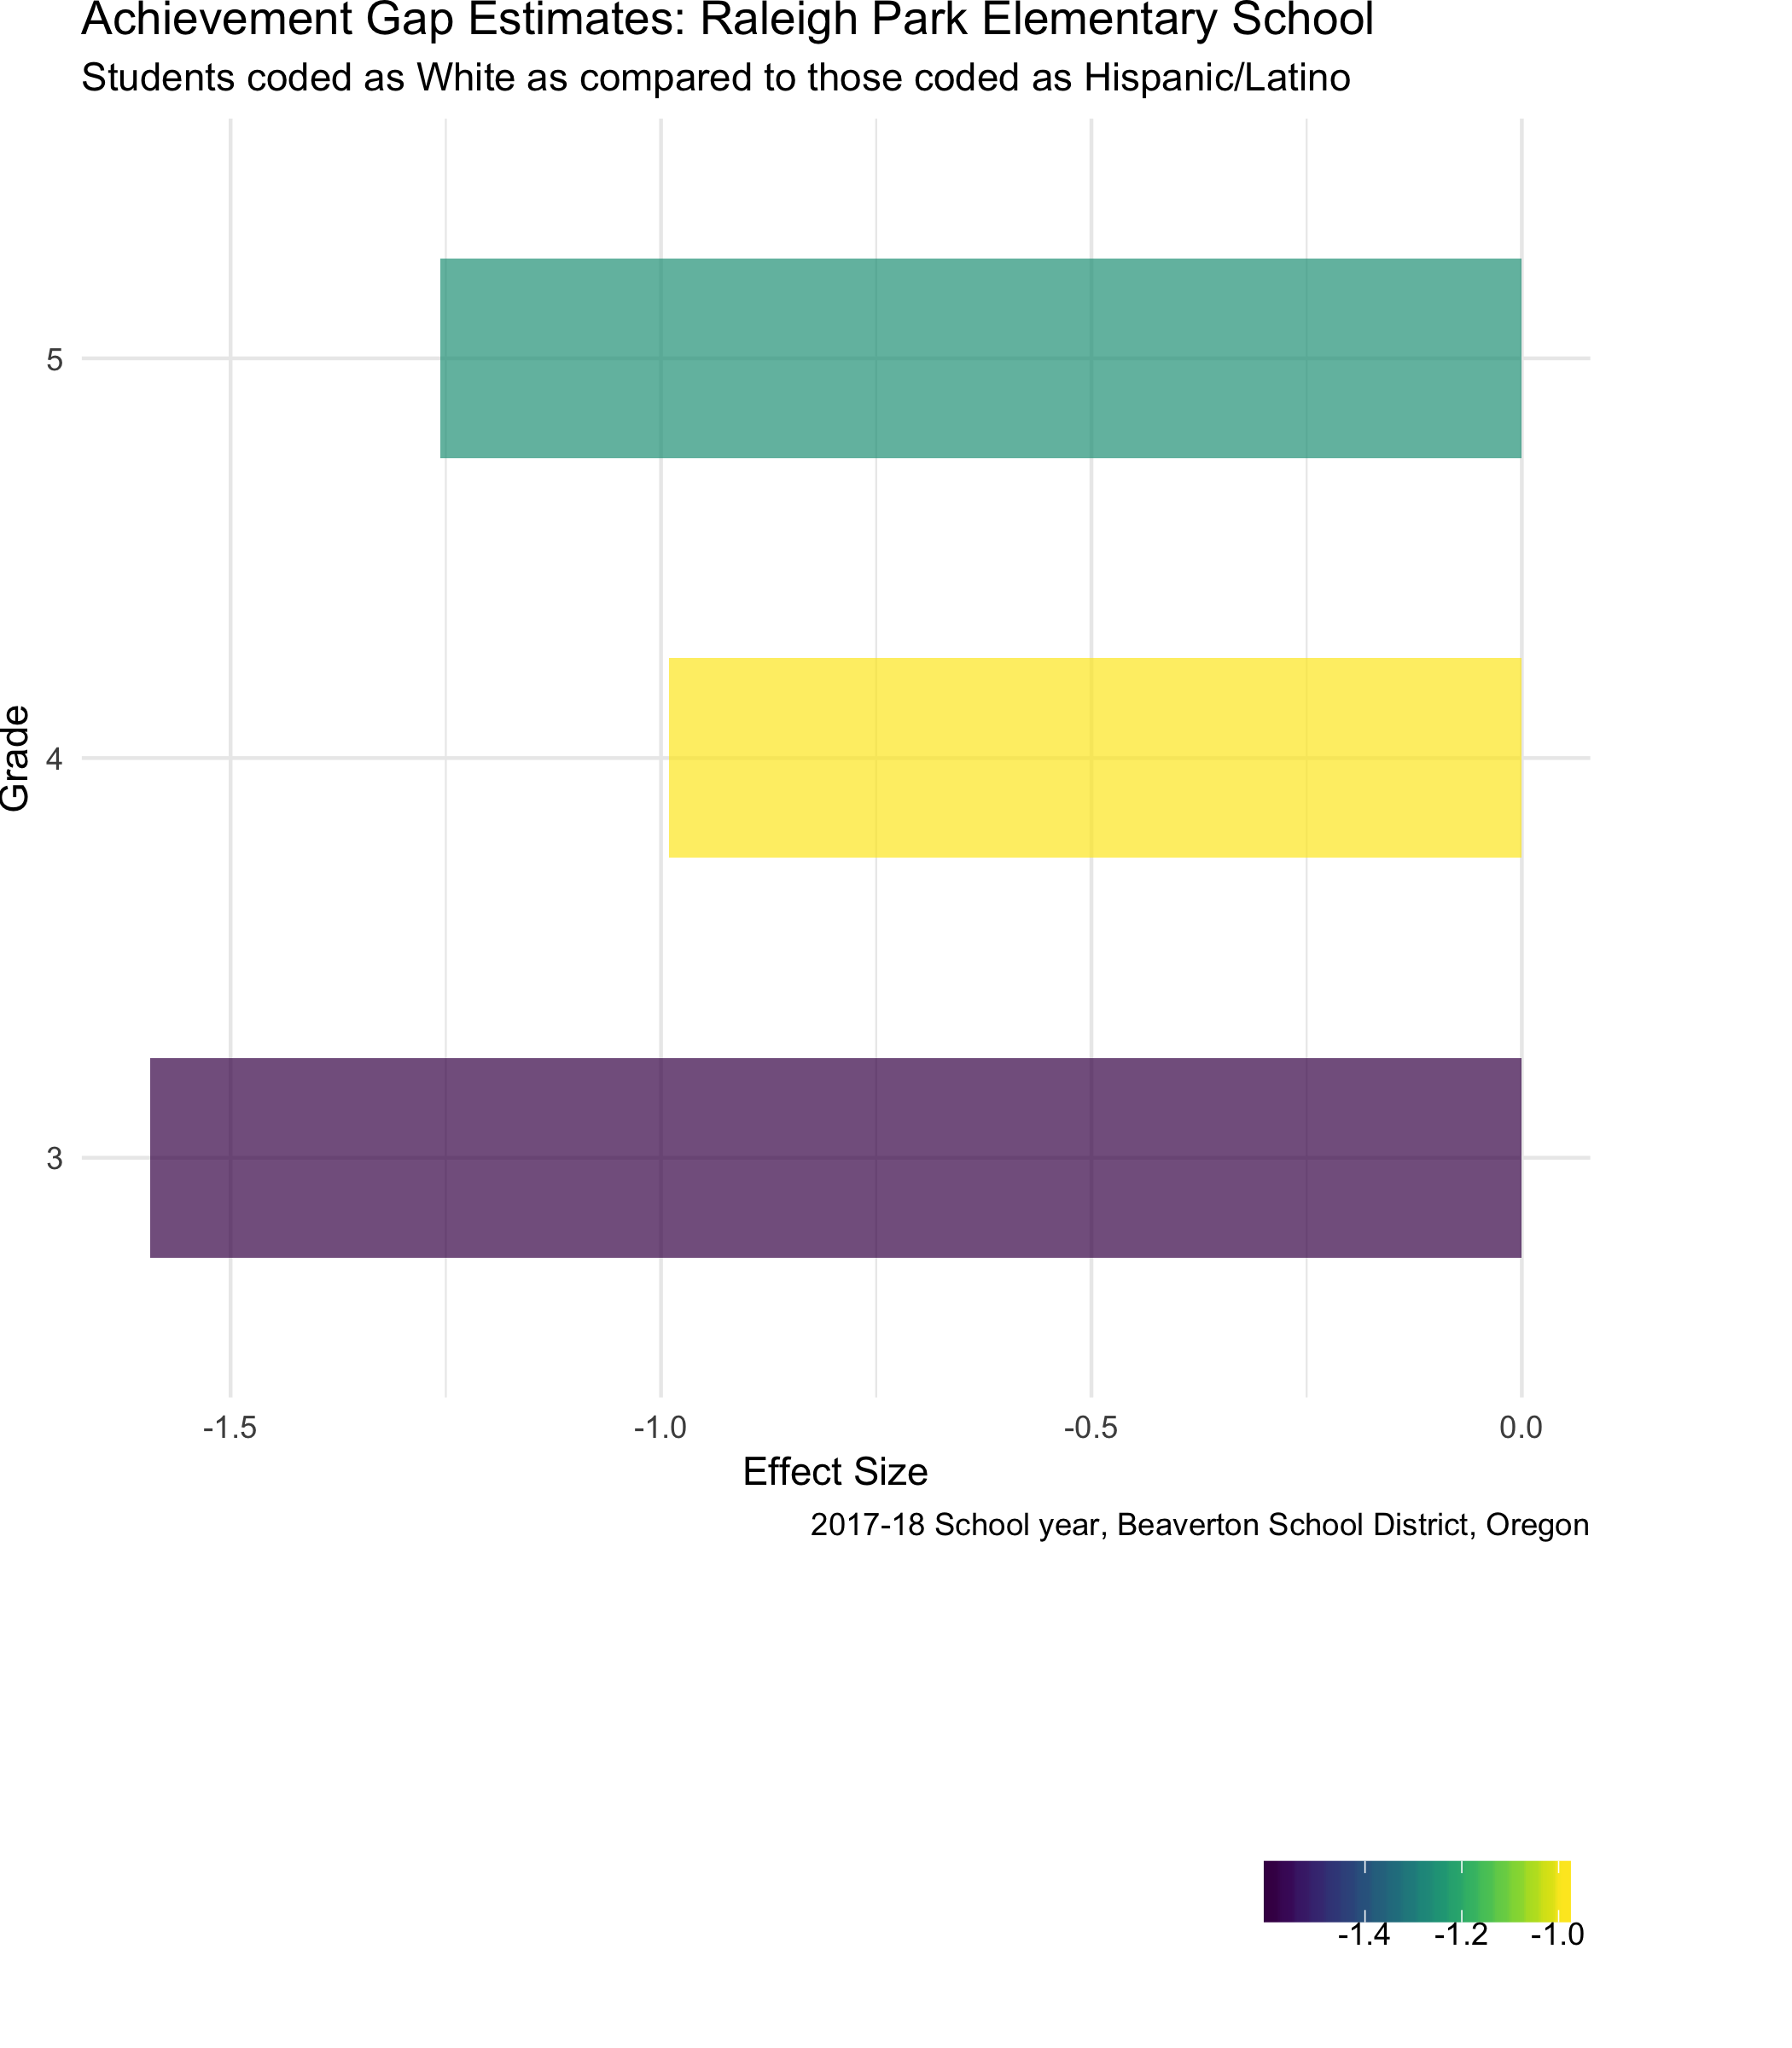 Achievement Gap Estimates: Raleigh Park Elementary School
Students coded as White as compared to those coded as Hispanic/Latino
5
4
3
Grade
-1.5 -1.0 -0.5 0.0
Effect Size
2017-18 School year, Beaverton School District, Oregon
-1.4 -1.2 -1.0